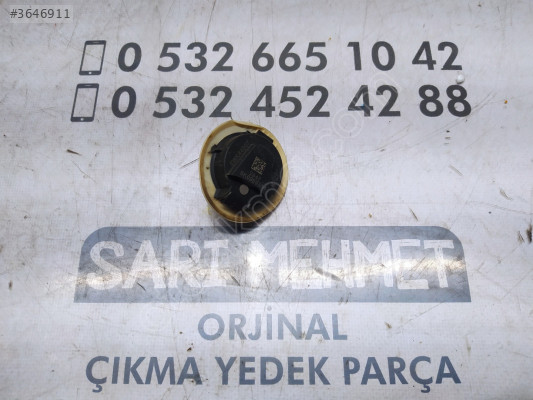 #3646911
0 532 665 10 42
0 532 452 42 88
SARI MEHMET
ORJİNAL
ÇIKMA YEDEK PARÇA